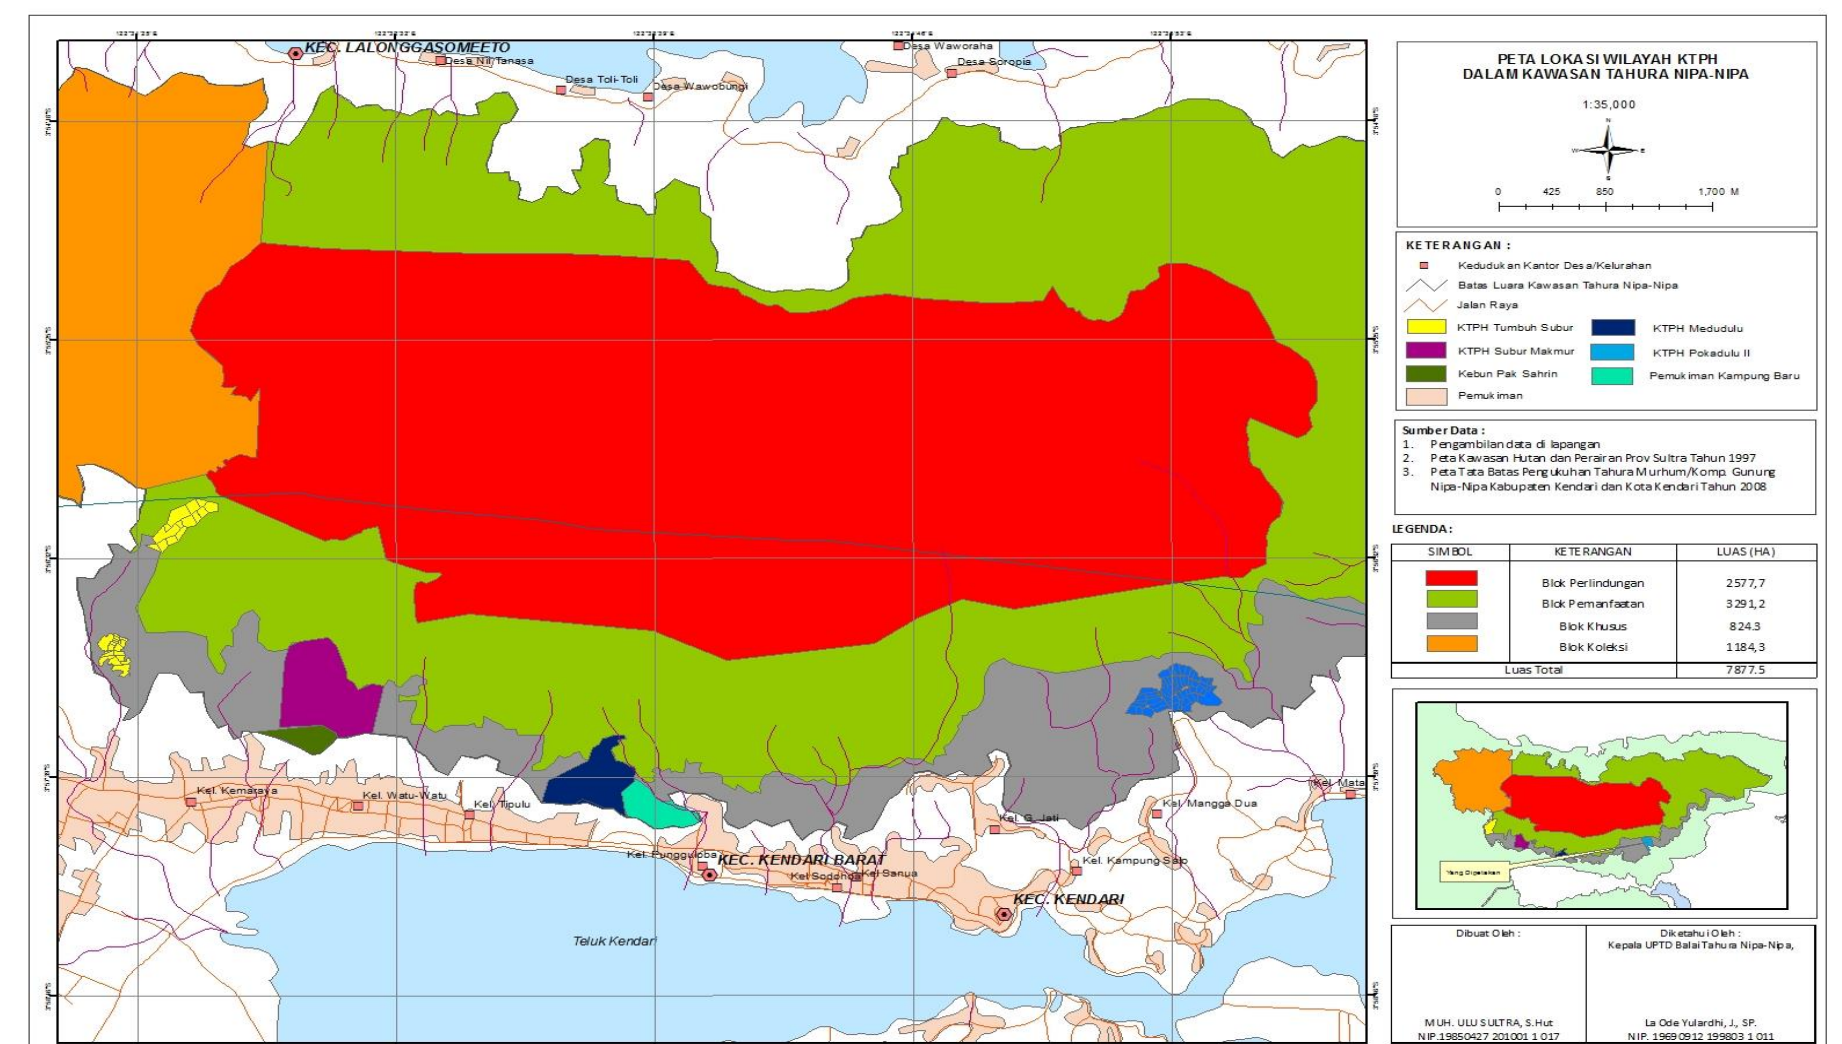 KEC. LALONGGASOMEETO
Desa Nii Tanasa
Desa Toli-Toli
Desa Wawobungi
Desa Waworaha
Desa Soropia
Kel. Kemaraya
Kel. Watu-Watu
Kel. Tipulu
Kel. Pungguloba
KEC. KENDARI BARAT
Kel Sodohoa
Kel Sanua
Kel. G. Jati
Kel. Mangga Dua
Kel. Mata
Kel. Kampung Salo
KEC. KENDARI
Teluk Kendari
PETA LOKASI WILAYAH KTPH
DALAM KAWASAN TAHURA NIPA-NIPA
1:35,000
N
W E
S
0 425 850 1,700 M
KETERANGAN :
Kedudukan Kantor Desa/Kelurahan
Batas Luara Kawasan Tahura Nipa-Nipa
Jalan Raya
KTPH Tumbuh Subur
KTPH Medudulu
KTPH Subur Makmur
KTPH Pokadulu II
Kebun Pak Sahrin
Pemukiman Kampung Baru
Pemukiman
Sumber Data :
1. Pengambilan data di lapangan
2. Peta Kawasan Hutan dan Perairan Prov Sultra Tahun 1997
3. Peta Tata Batas Pengukuhan Tahura Murhum/Komp. Gunung
Nipa-Nipa Kabupaten Kendari dan Kota Kendari Tahun 2008
LEGENDA :
SIMBOL KETERANGAN LUAS (HA)
Blok Perlindungan 2577,7
Blok Pemanfaatan 3291,2
Blok Khusus 824.3
Blok Koleksi 1184,3
Luas Total 7877.5
Yang Dipetakan
Dibuat Oleh :
MUH. ULU SULTRA, S.Hut
NIP.19850427 201001 1 017
Diketahui Oleh :
Kepala UPTD Balai Tahura Nipa-Nipa,
La Ode Yulardhi, J., SP.
NIP. 19690912 199803 1 011